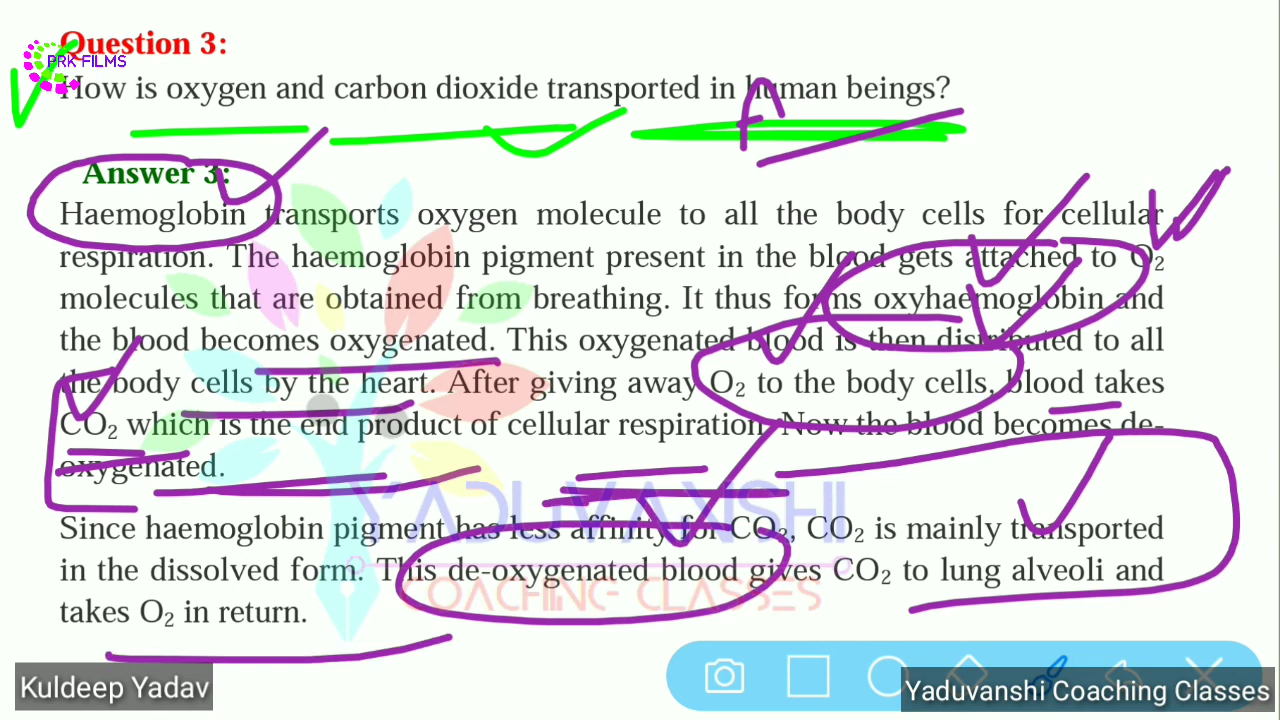 Question 3:
PRK FILMS
How is oxygen and carbon dioxide transported in human beings?
Answer 3:
Haemoglobin transports oxygen molecule to all the body cells for cellular
respiration. The haemoglobin pigment present in the blood gets attached to O₂
molecules that are obtained from breathing. It thus forms oxyhaemoglobin and
the blood becomes oxygenated. This oxygenated blood is then distributed to all
the body cells by the heart. After giving away O₂ to the body cells, blood takes
CO₂ which is the end product of cellular respiration. Now the blood becomes de-
oxygenated.
Since haemoglobin pigment has less affinity for CO₂, CO₂ is mainly transported
in the dissolved form. This de-oxygenated blood gives CO₂ to lung alveoli and
takes O₂ in return.
YADUVANSHI
COACHING CLASSES
Kuldeep Yadav
Yaduvanshi Coaching Classes